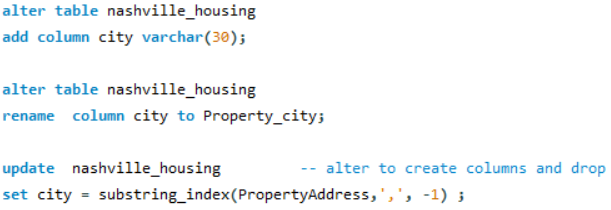 alter table nashville_housing
add column city varchar(30);
alter table nashville_housing
rename  column city to Property_city;
update  nashville_housing         -- alter to create columns and drop
set city = substring_index(PropertyAddress,',', -1) ;